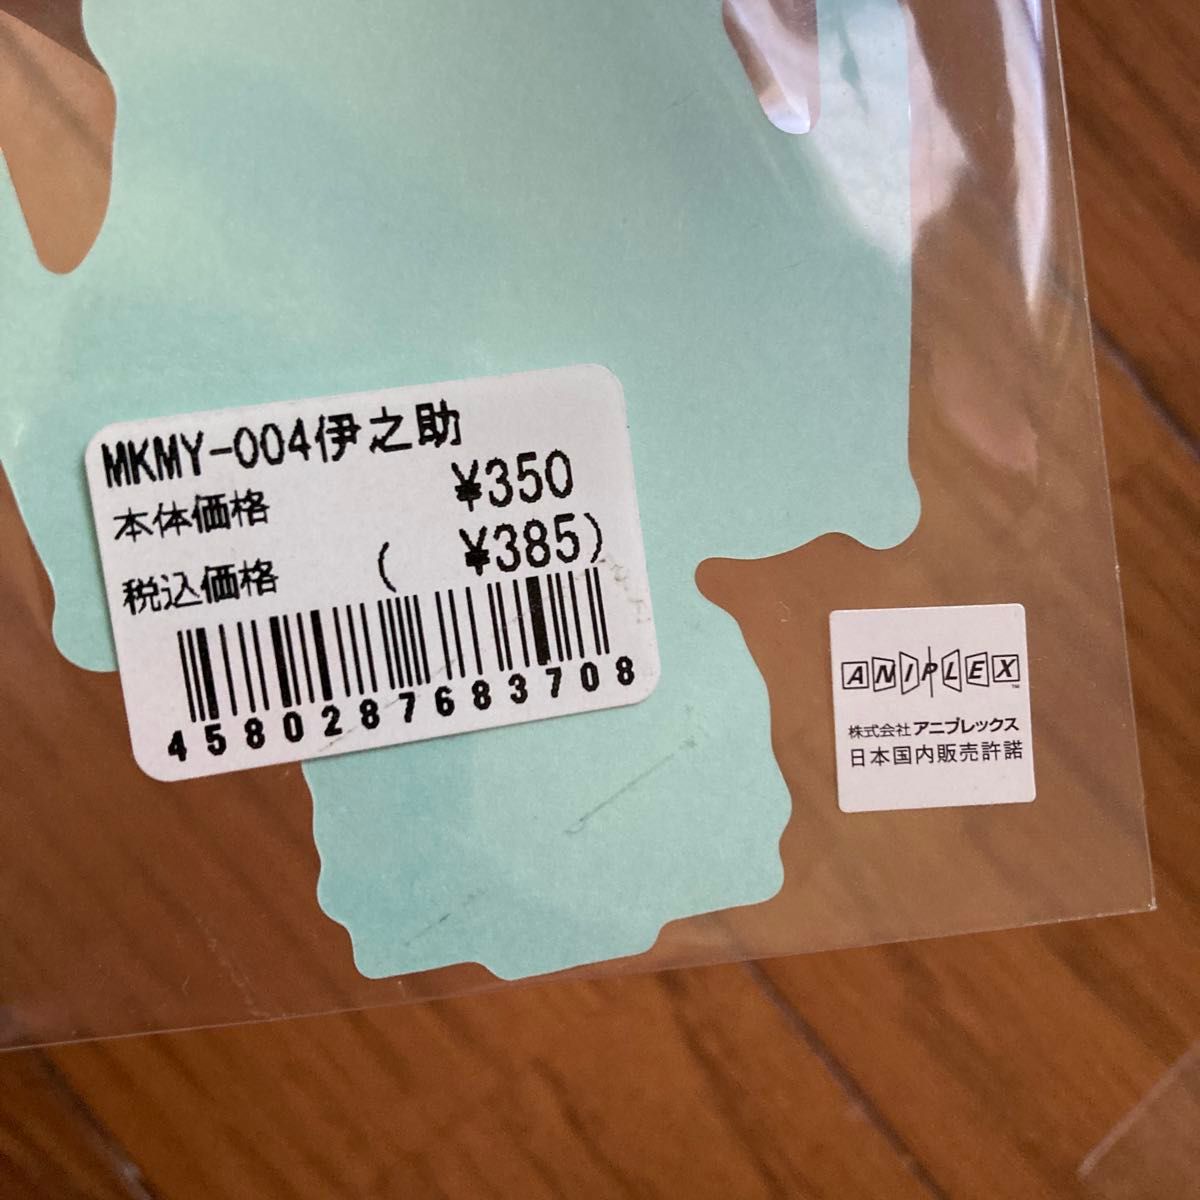 MKMY-004伊之助
本体価格 ¥350
税込価格 ( ¥385)
4580287683708
ANIPLEX™
株式会社アニプレックス
日本国内販売許諾